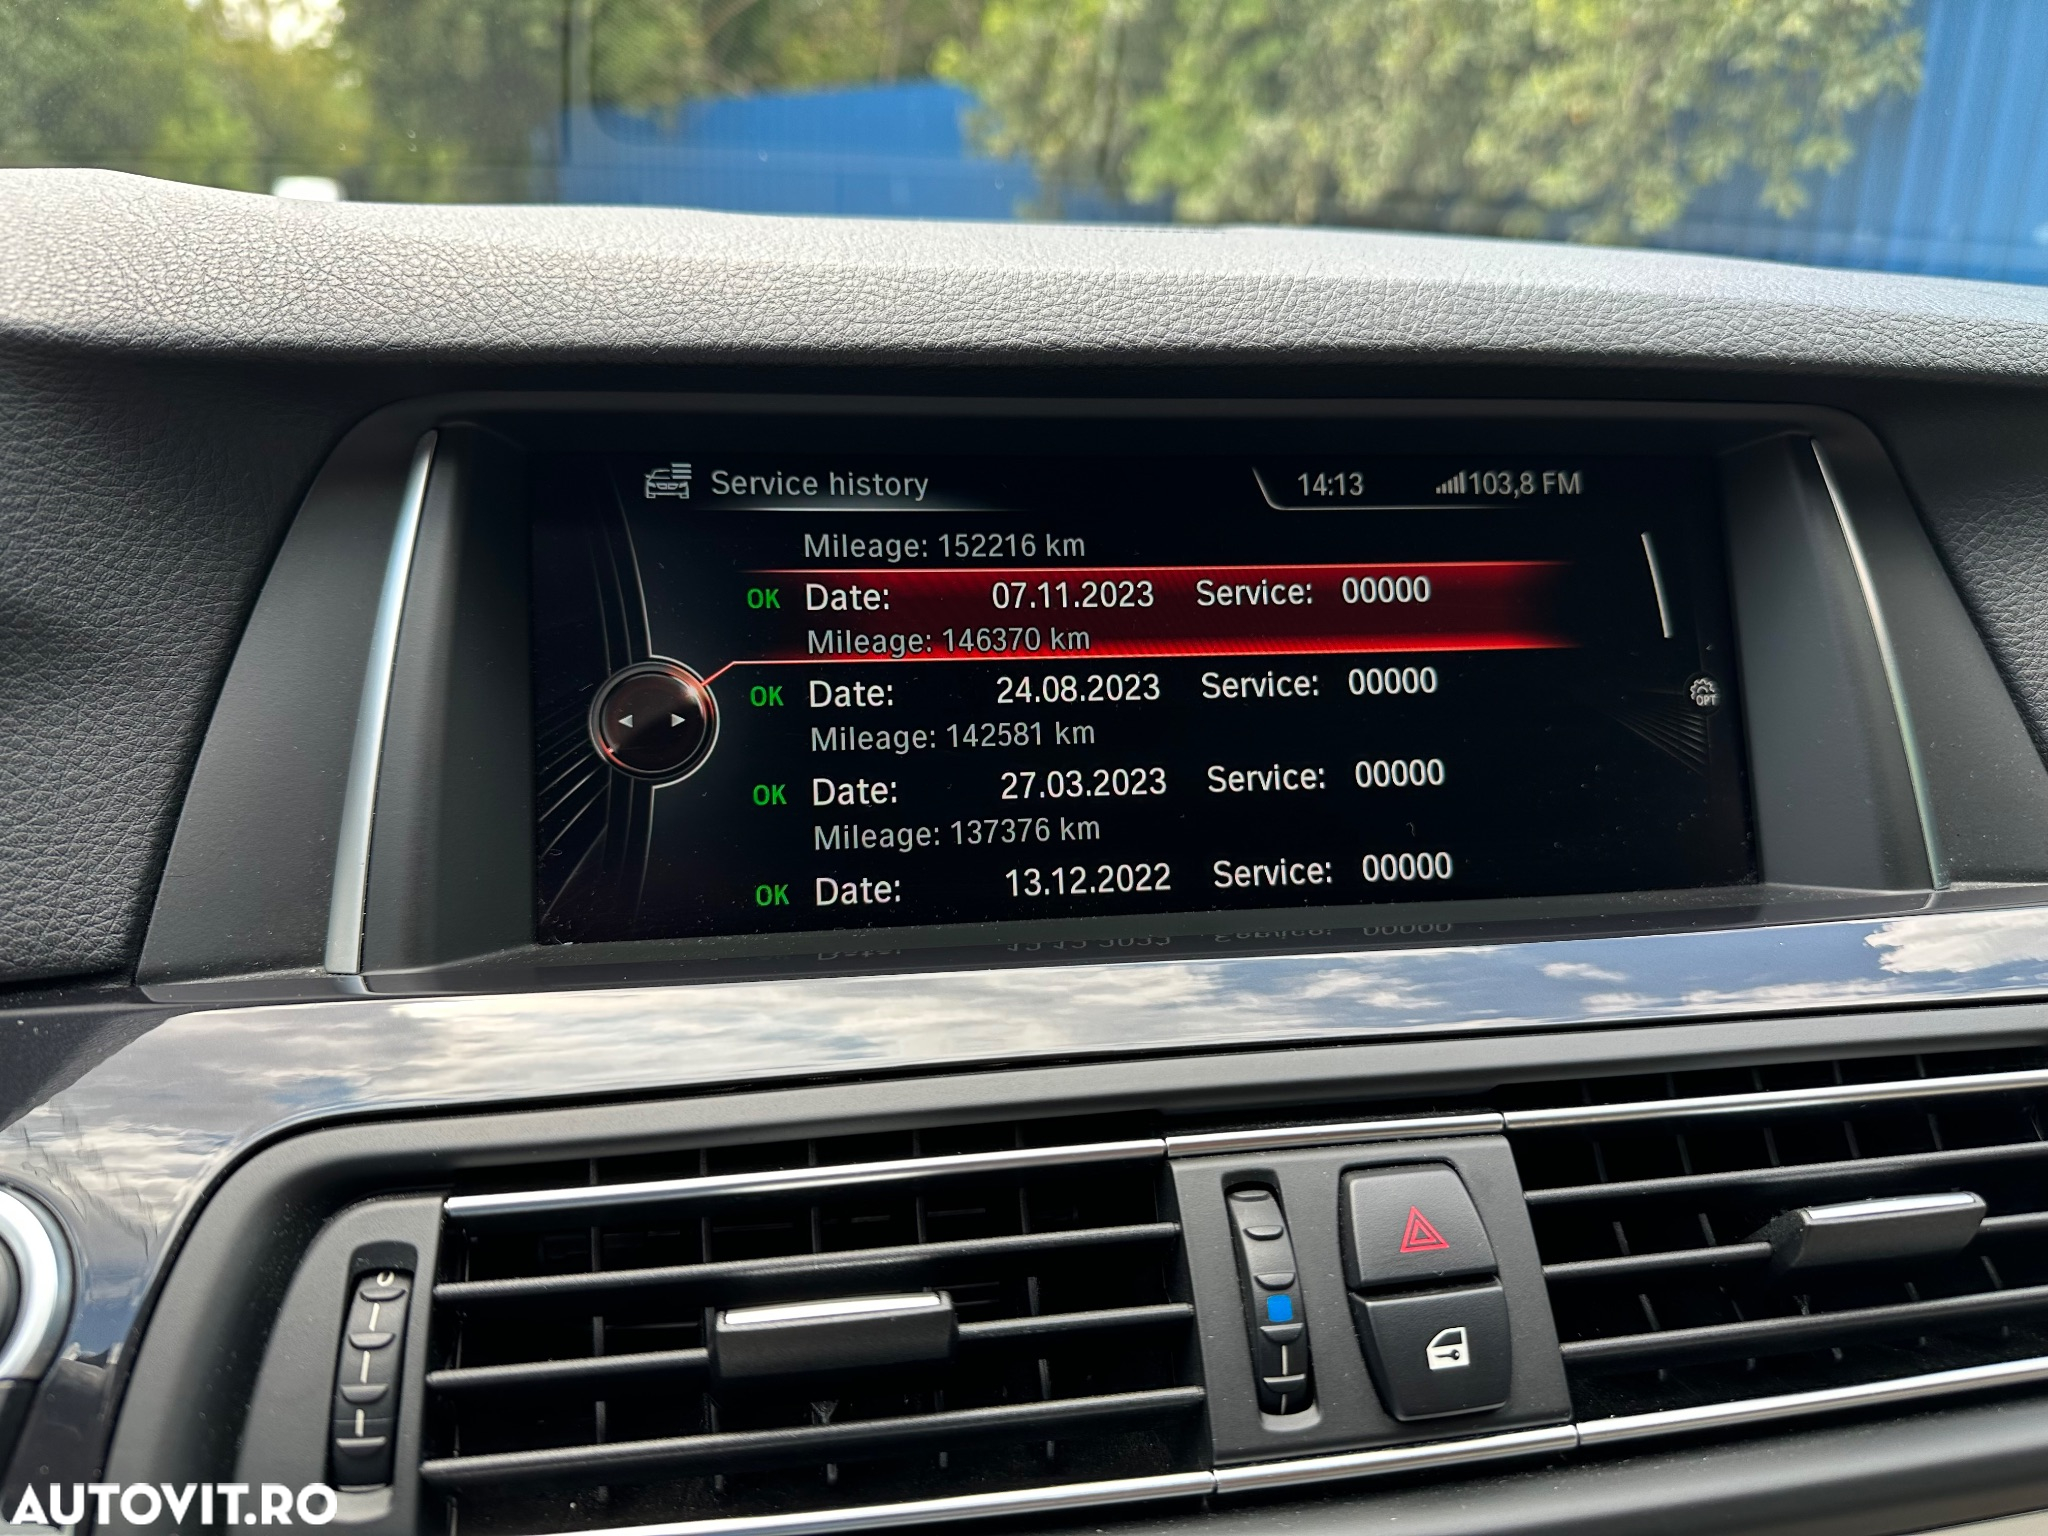 Service history 14:13 103,8 FM
Mileage: 152216 km
OK Date: 07.11.2023 Service: 00000
Mileage: 146370 km
OK Date: 24.08.2023 Service: 00000
Mileage: 142581 km
OPT
OK Date: 27.03.2023 Service: 00000
Mileage: 137376 km
OK Date: 13.12.2022 Service: 00000
AUTOVIT.RO